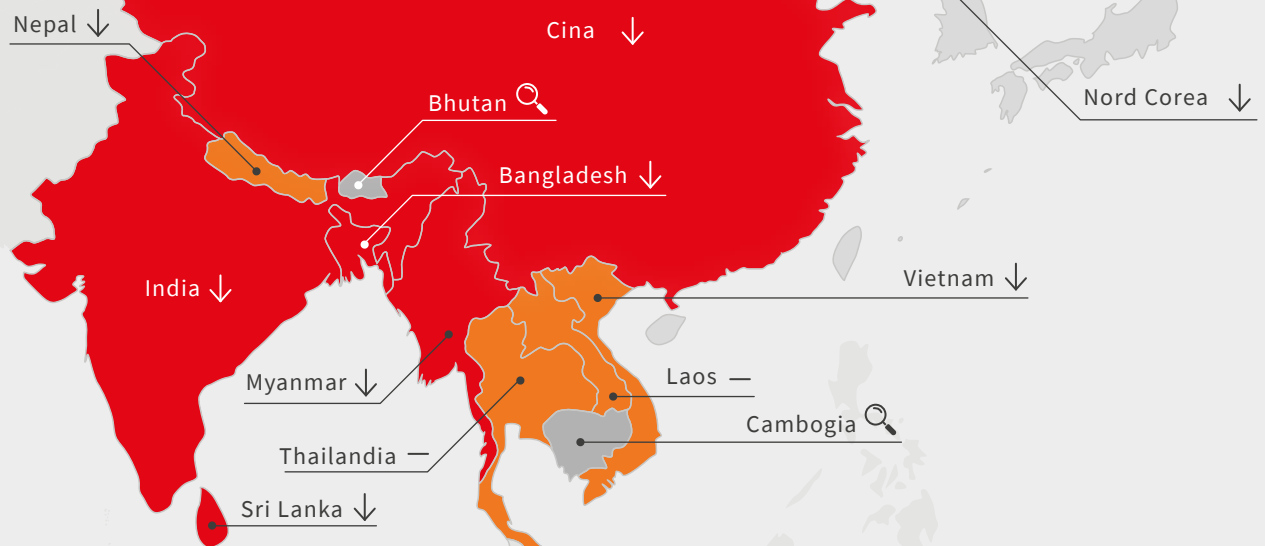 Nepal
Cina
Bhutan
Nord Corea
Bangladesh
India
Vietnam
Myanmar
Laos
Cambogia
Thailandia
Sri Lanka